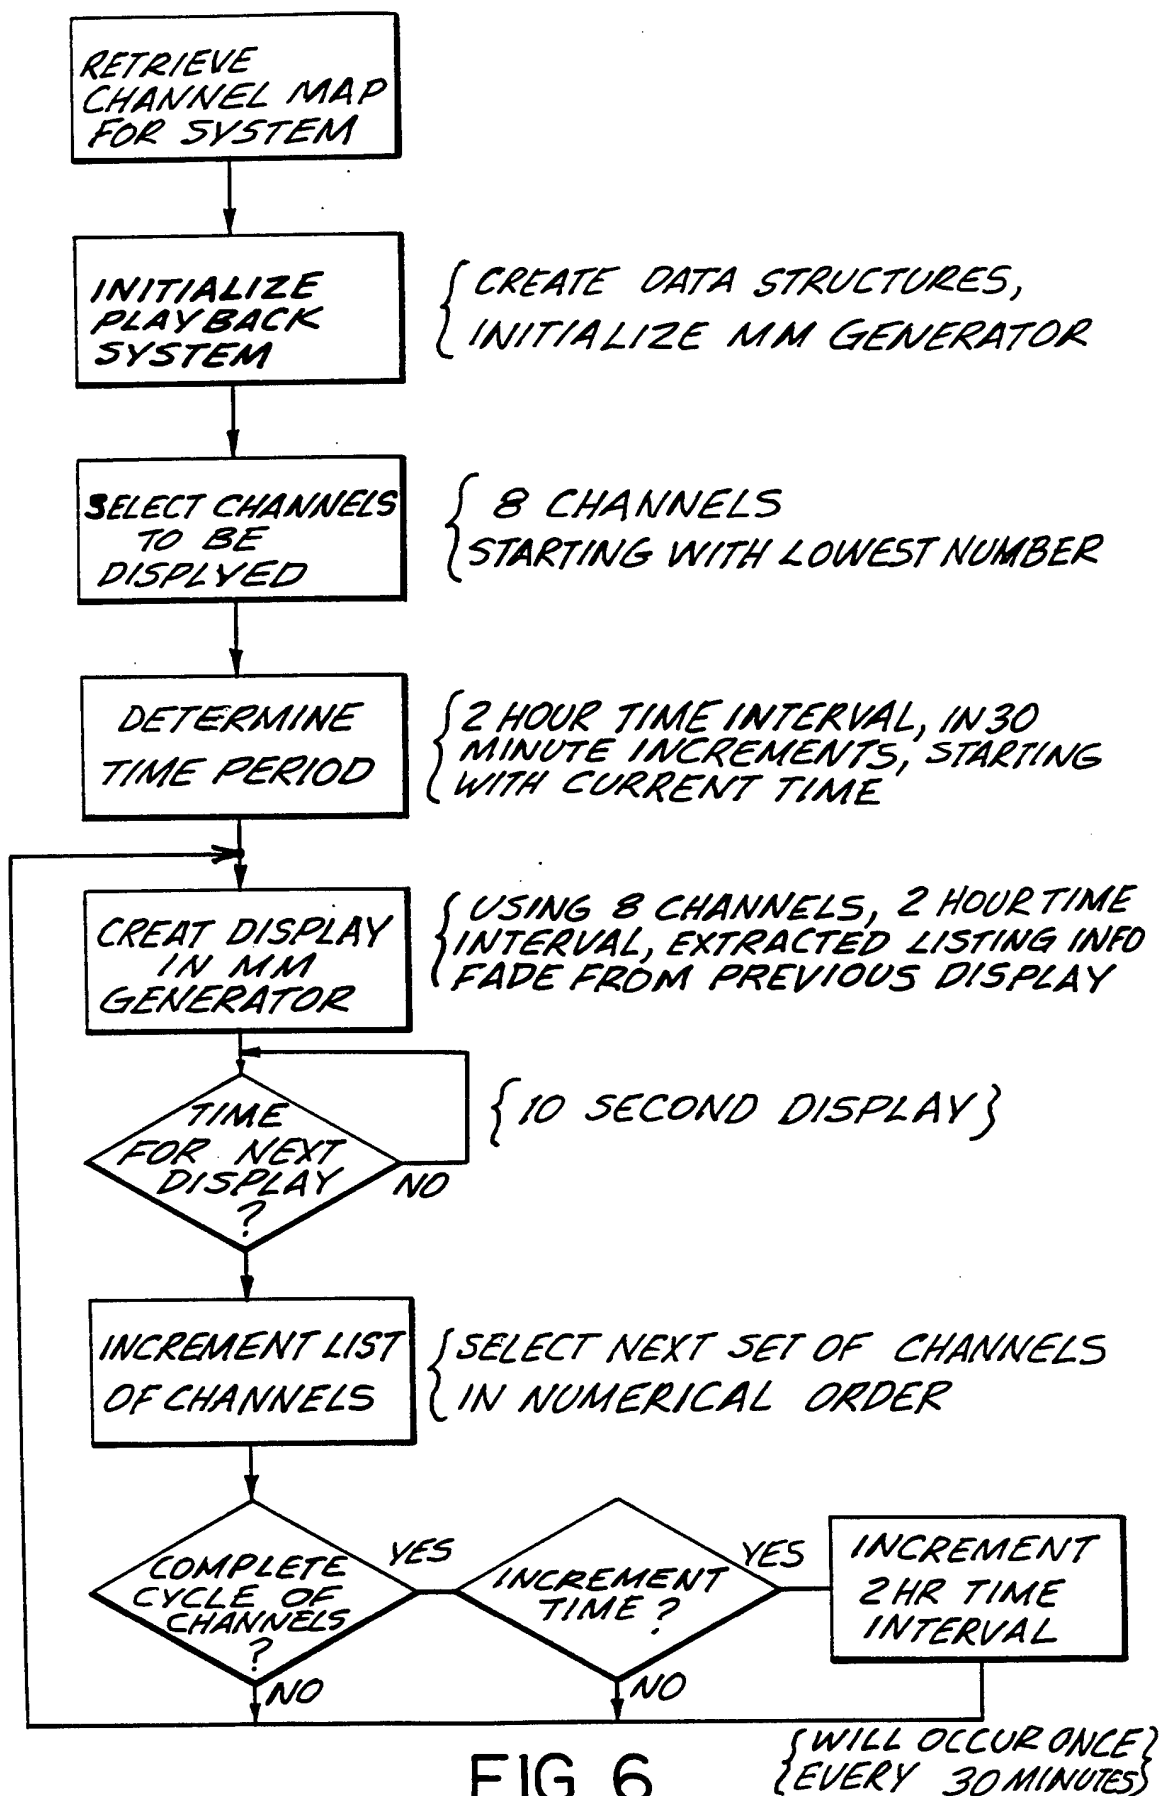 RETRIEVE
CHANNEL MAP
FOR SYSTEM
INITIALIZE
PLAYBACK
SYSTEM
{ CREATE DATA STRUCTURES,
INITIALIZE MM GENERATOR
SELECT CHANNELS
TO BE
DISPLYED
{ 8 CHANNELS
STARTING WITH LOWEST NUMBER
DETERMINE
TIME PERIOD
{ 2 HOUR TIME INTERVAL, IN 30
MINUTE INCREMENTS, STARTING
WITH CURRENT TIME
CREAT DISPLAY
IN MM
GENERATOR
{ USING 8 CHANNELS, 2 HOUR TIME
INTERVAL, EXTRACTED LISTING INFO
FADE FROM PREVIOUS DISPLAY
TIME
FOR NEXT
DISPLAY
?
NO
{ 10 SECOND DISPLAY }
INCREMENT LIST
OF CHANNELS
{ SELECT NEXT SET OF CHANNELS
IN NUMERICAL ORDER
COMPLETE
CYCLE OF
CHANNELS
?
YES
NO
INCREMENT
TIME ?
YES
NO
INCREMENT
2 HR TIME
INTERVAL
{ WILL OCCUR ONCE }
{ EVERY 30 MINUTES }
FIG. 6